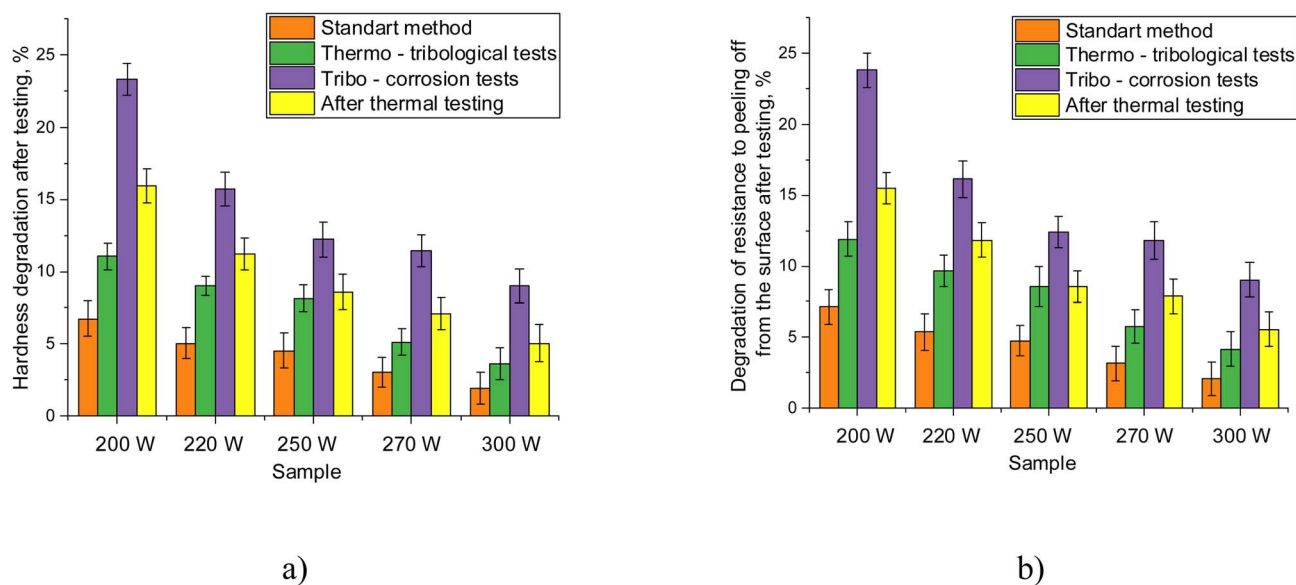 Hardness degradation after testing, %
25
20
15
10
5
0
Standart method
Thermo - tribological tests
Tribo - corrosion tests
After thermal testing
200 W 220 W 250 W 270 W 300 W
Sample
a)
Degradation of resistance to peeling off
from the surface after testing, %
25
20
15
10
5
0
Standart method
Thermo - tribological tests
Tribo - corrosion tests
After thermal testing
200 W 220 W 250 W 270 W 300 W
Sample
b)